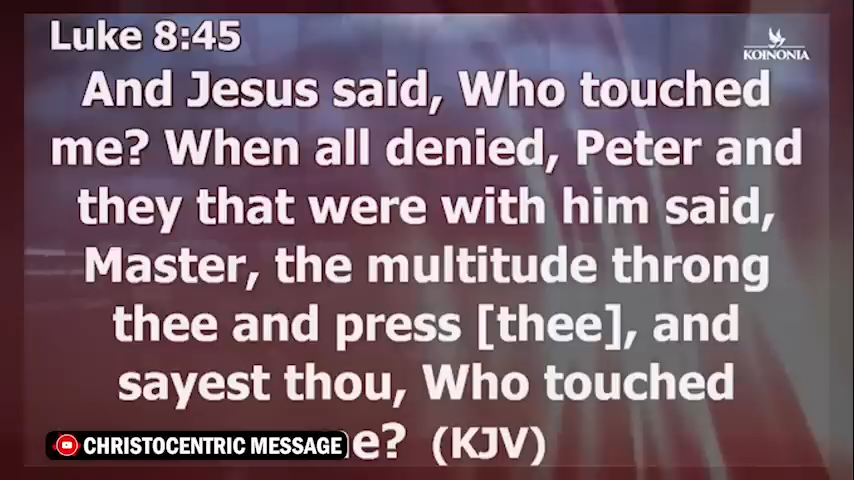 Luke 8:45
KOINONIA
And Jesus said, Who touched
me? When all denied, Peter and
they that were with him said,
Master, the multitude throng
thee and press [thee], and
sayest thou, Who touched
e? (KJV)
CHRISTOCENTRIC MESSAGE